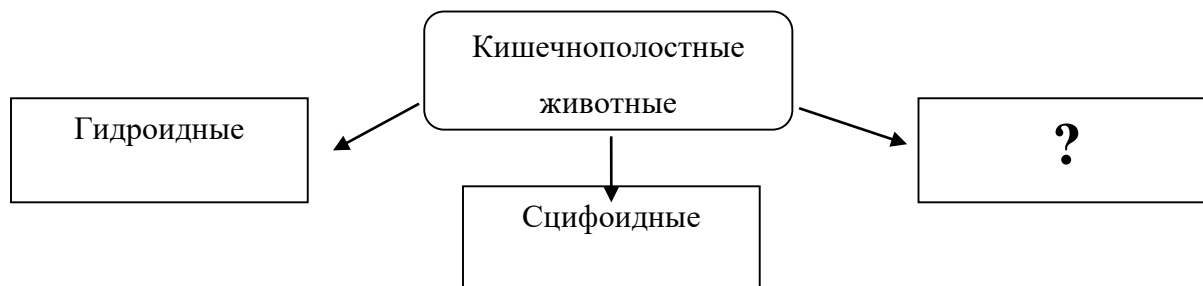 Кишечнополостные
животные
Гидроидные
?
Сцифоидные